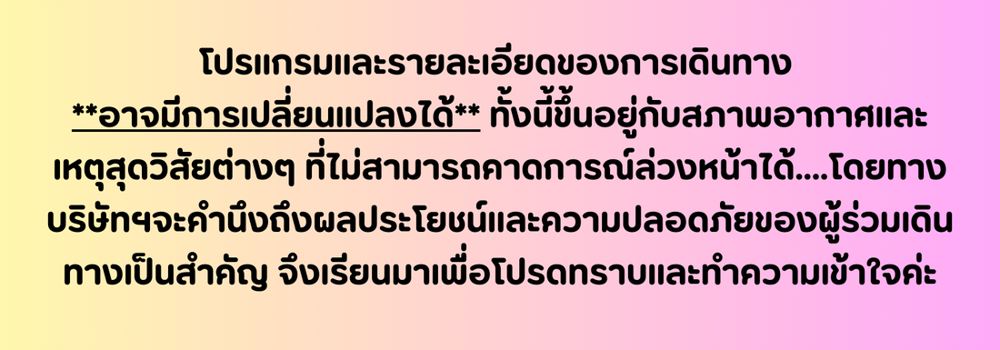 โปรแกรมและรายละเอียดของการเดินทาง
**อาจมีการเปลี่ยนแปลงได้** ทั้งนี้ขึ้นอยู่กับสภาพอากาศและ
เหตุสุดวิสัยต่างๆ ที่ไม่สามารถคาดการณ์ล่วงหน้าได้....โดยทาง
บริษัทฯจะคำนึงถึงผลประโยชน์และความปลอดภัยของผู้ร่วมเดิน
ทางเป็นสำคัญ จึงเรียนมาเพื่อโปรดทราบและทำความเข้าใจค่ะ